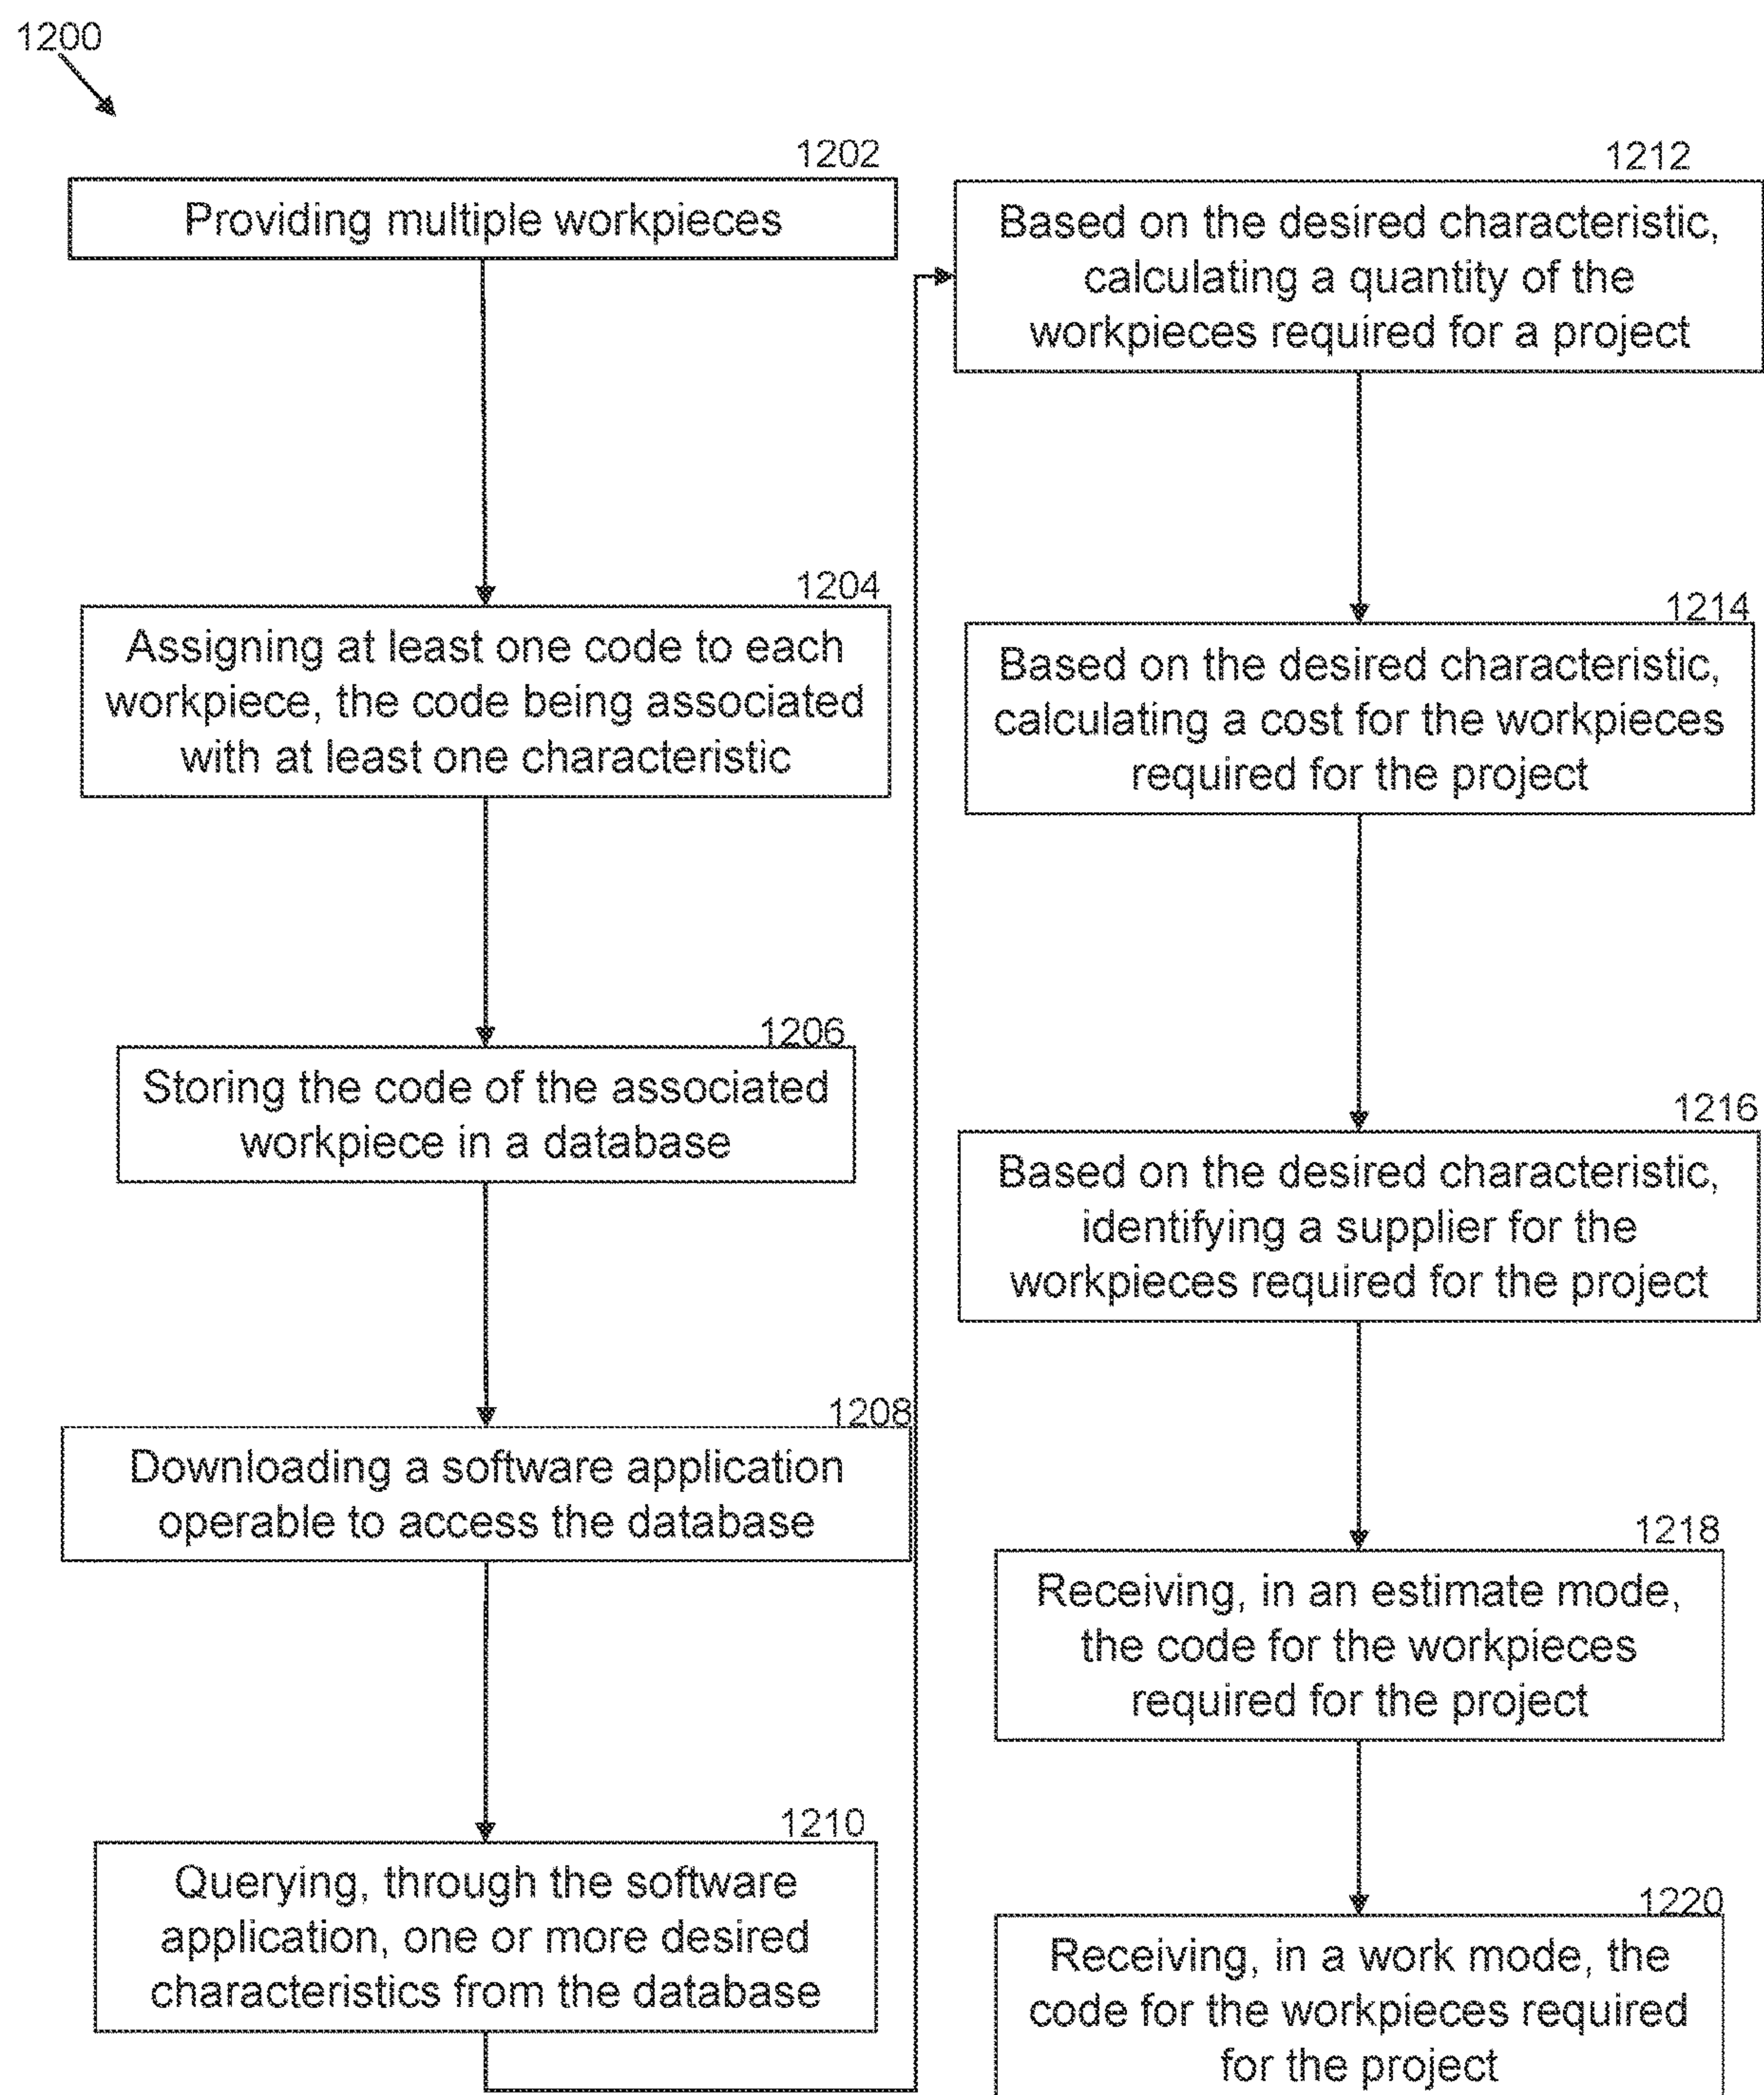 1200
1202
Providing multiple workpieces
1204
Assigning at least one code to each
workpiece, the code being associated
with at least one characteristic
1206
Storing the code of the associated
workpiece in a database
1208
Downloading a software application
operable to access the database
1210
Querying, through the software
application, one or more desired
characteristics from the database
1212
Based on the desired characteristic,
calculating a quantity of the
workpieces required for a project
1214
Based on the desired characteristic,
calculating a cost for the workpieces
required for the project
1216
Based on the desired characteristic,
identifying a supplier for the
workpieces required for the project
1218
Receiving, in an estimate mode,
the code for the workpieces
required for the project
1220
Receiving, in a work mode, the
code for the workpieces required
for the project